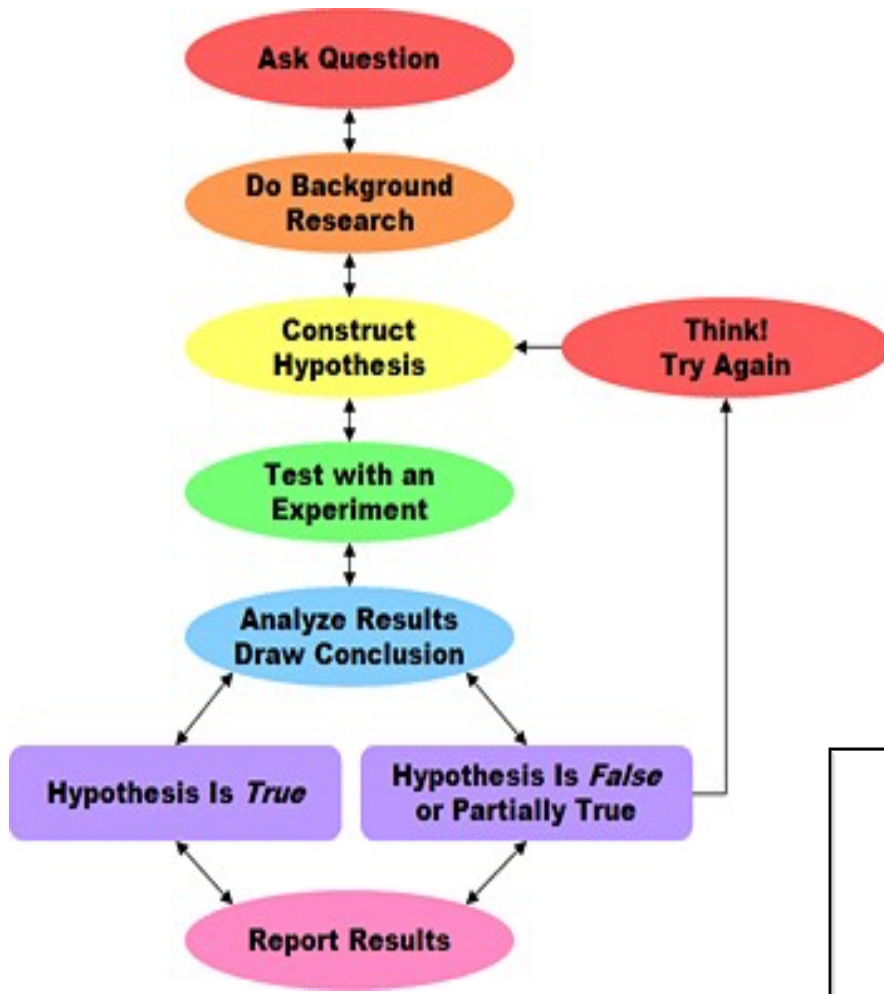 Ask Question
Do Background
Research
Construct
Hypothesis
Think!
Try Again
Test with an
Experiment
Analyze Results
Draw Conclusion
Hypothesis Is True
Hypothesis Is False
or Partially True
Report Results